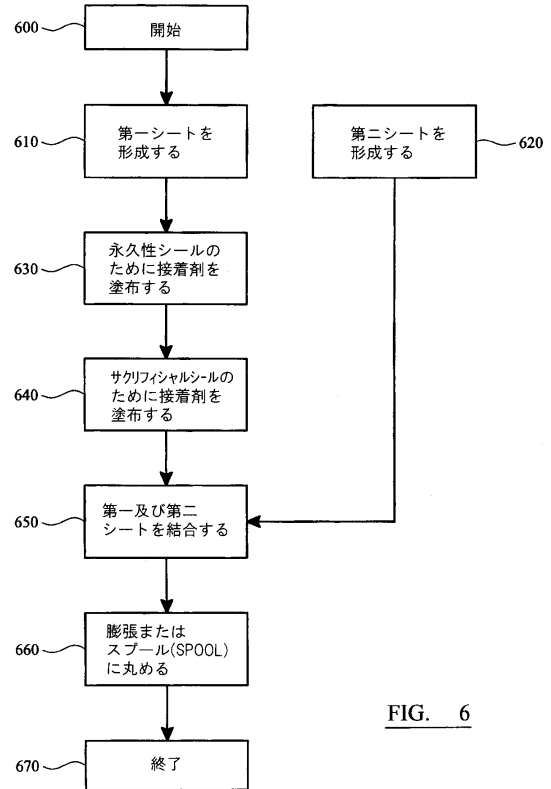 600
開始
610
第一シートを
形成する
第二シートを
形成する
620
630
永久性シールの
ために接着剤を
塗布する
640
サクリフィシャルシールの
ために接着剤を
塗布する
650
第一及び第二
シートを結合する
660
膨張または
スプール(SPOOL)
に丸める
670
終了
FIG. 6